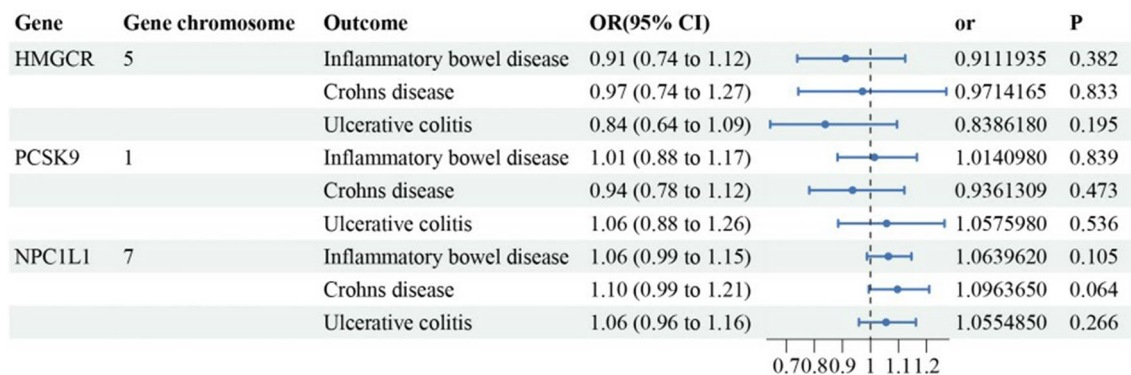 Gene Gene chromosome Outcome OR(95% CI) or P
HMGCR 5 Inflammatory bowel disease 0.91 (0.74 to 1.12) 0.9111935 0.382
Crohns disease 0.97 (0.74 to 1.27) 0.9714165 0.833
Ulcerative colitis 0.84 (0.64 to 1.09) 0.8386180 0.195
PCSK9 1 Inflammatory bowel disease 1.01 (0.88 to 1.17) 1.0140980 0.839
Crohns disease 0.94 (0.78 to 1.12) 0.9361309 0.473
Ulcerative colitis 1.06 (0.88 to 1.26) 1.0575980 0.536
NPC1L1 7 Inflammatory bowel disease 1.06 (0.99 to 1.15) 1.0639620 0.105
Crohns disease 1.10 (0.99 to 1.21) 1.0963650 0.064
Ulcerative colitis 1.06 (0.96 to 1.16) 1.0554850 0.266
0.7 0.8 0.9 1 1.1 1.2